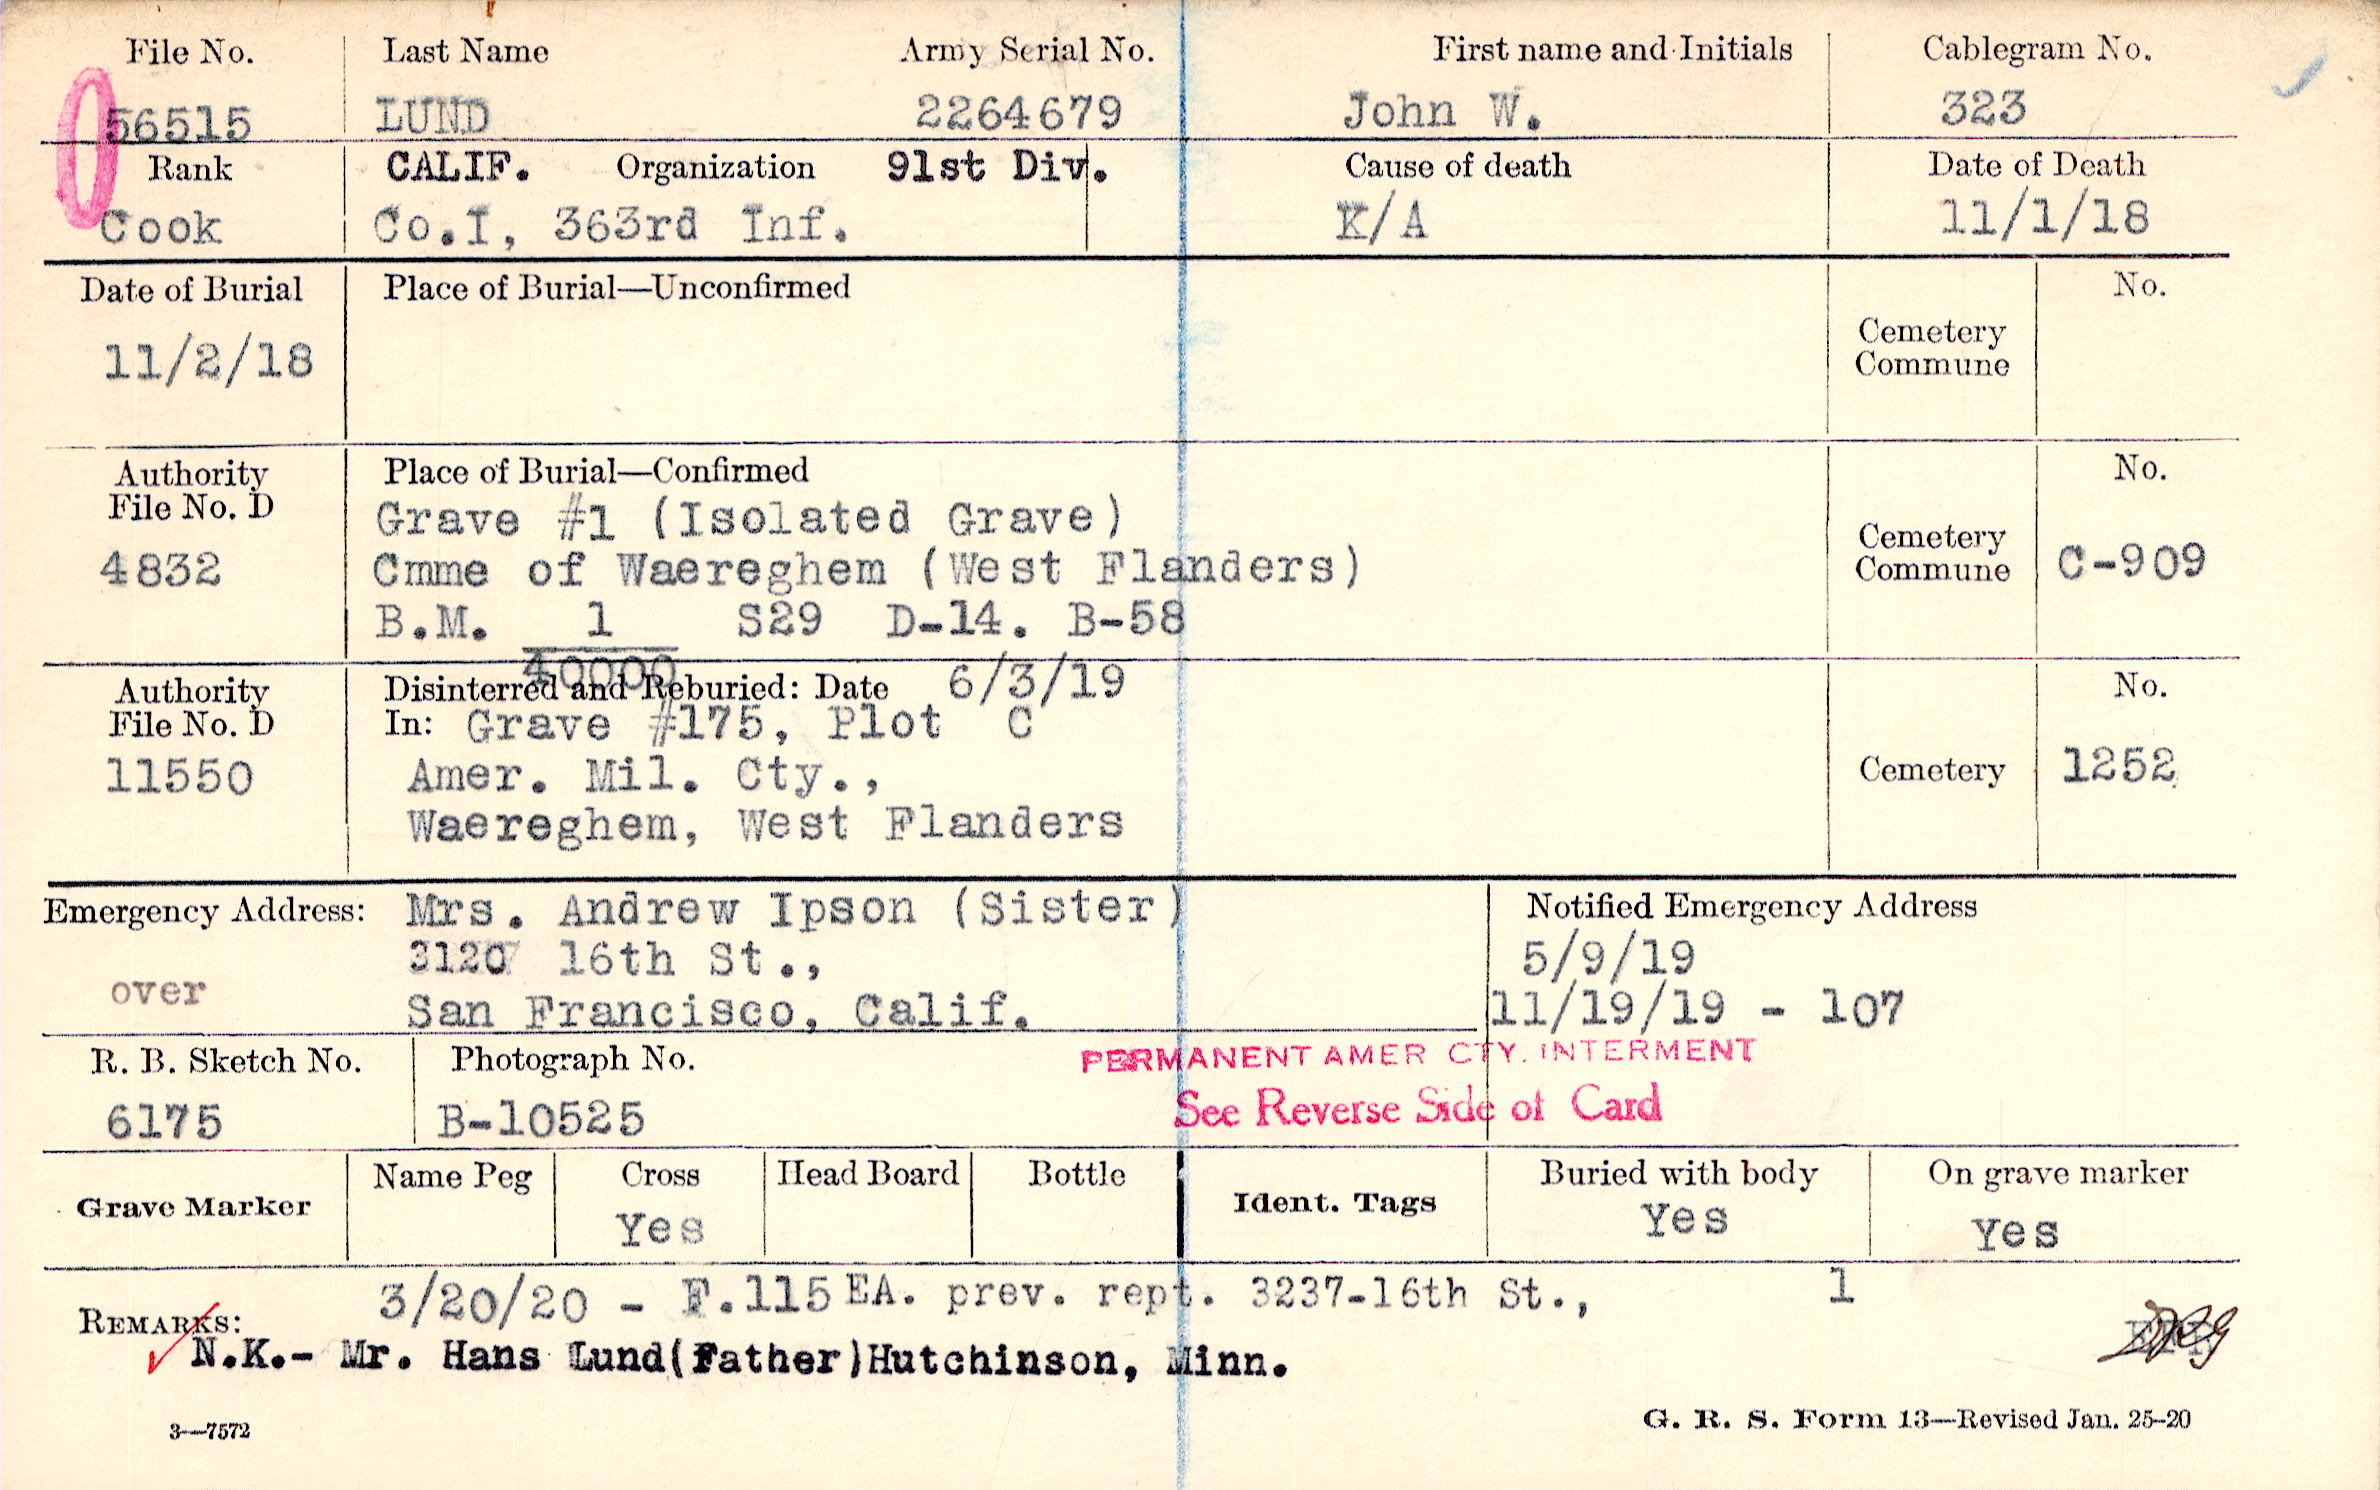 File No. Last Name Army Serial No. First name and Initials Cablegram No.
56515 LUND 2264679 John W. 323
Rank CALIF. Organization 91st Div. Cause of death Date of Death
Cook Co.I, 363rd Inf. K/A 11/1/18
Date of Burial Place of Burial—Unconfirmed No.
11/2/18 Cemetery
Commune
Authority Place of Burial—Confirmed No.
File No. D Grave #1 (Isolated Grave)
4832 Cmme of Waereghem (West Flanders) Cemetery
Commune C-909
B.M. 1 S29 D-14. B-58
40000
Authority Disinterred and Reburied: Date 6/3/19 No.
File No. D In: Grave #175, Plot C
11550 Amer. Mil. Cty., Cemetery 1252
Waereghem, West Flanders
Emergency Address: Mrs. Andrew Ipson (Sister) Notified Emergency Address
3120 16th St., 5/9/19
over San Francisco, Calif. 11/19/19 - 107
R. B. Sketch No. Photograph No. PERMANENT AMER CTY. INTERMENT
6175 B-10525 See Reverse Side of Card
Grave Marker Name Peg Cross Head Board Bottle Ident. Tags Buried with body On grave marker
Yes Yes Yes
REMARKS: 3/20/20 - F.115 EA. prev. rept. 3237-16th St., 1
N.K.- Mr. Hans Lund(Father)Hutchinson, Minn.
3—7572 G. R. S. Form 13—Revised Jan. 25-20